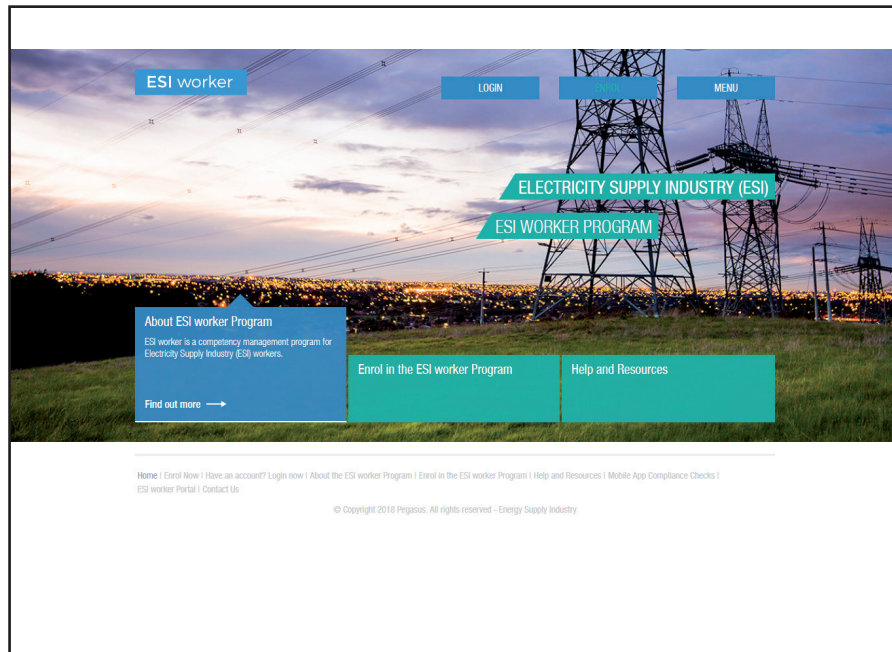 ESI worker
LOGIN
ENROL
MENU
ELECTRICITY SUPPLY INDUSTRY (ESI)
ESI WORKER PROGRAM
About ESI worker Program
ESI worker is a competency management program for
Electricity Supply Industry (ESI) workers.
Find out more
Enrol in the ESI worker Program
Help and Resources
Home | Enrol Now | Have an account? Login now | About the ESI worker Program | Enrol in the ESI worker Program | Help and Resources | Mobile App Compliance Checks |
ESI worker Portal | Contact Us
© Copyright 2018 Pegasus. All rights reserved - Energy Supply Industry